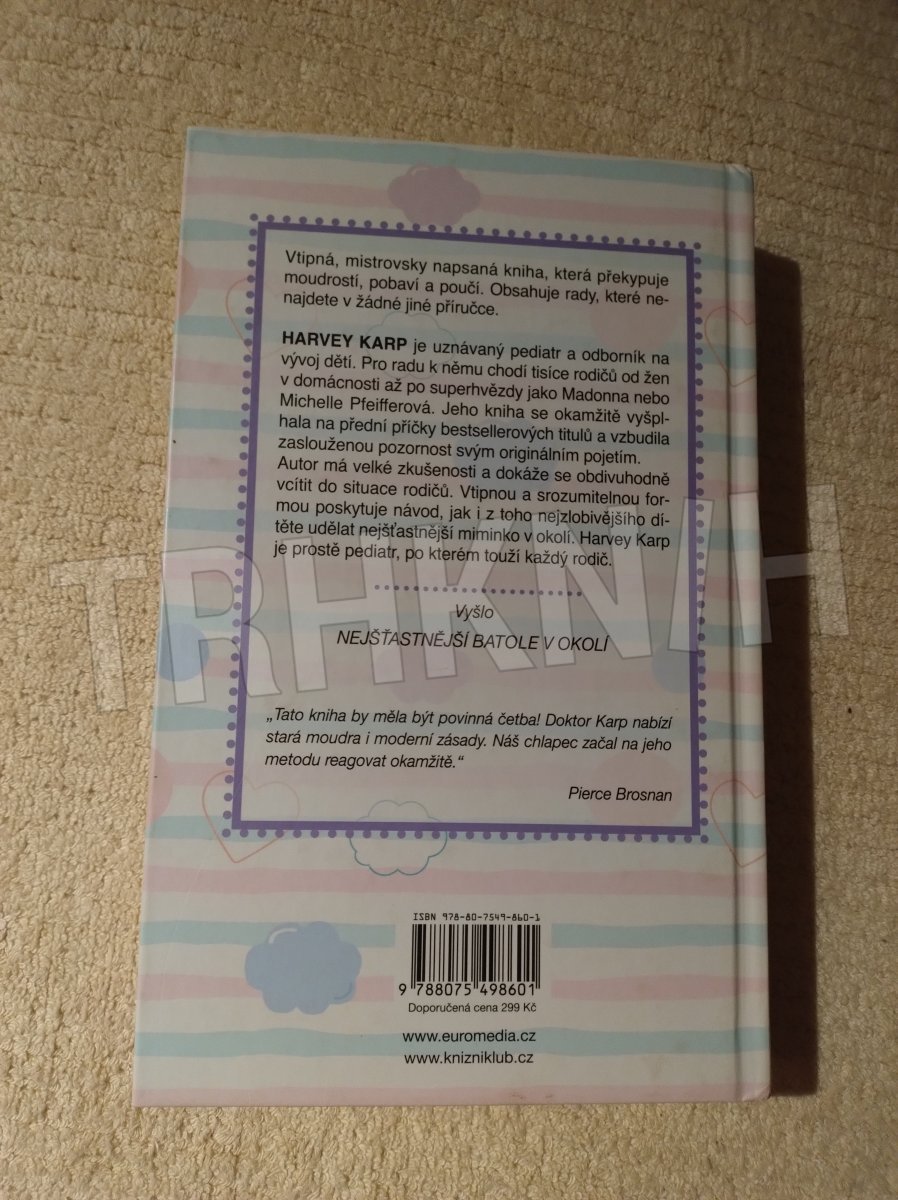 Vtipná, mistrovsky napsaná kniha, která překypuje
moudrostí, pobaví a poučí. Obsahuje rady, které ne-
najdete v žádné jiné příručce.
HARVEY KARP je uznávaný pediatr a odborník na
vývoj dětí. Pro radu k němu chodí tisíce rodičů od žen
v domácnosti až po superhvězdy jako Madonna nebo
Michelle Pfeifferová. Jeho kniha se okamžitě vyšpl-
hala na přední příčky bestsellerových titulů a vzbudila
zaslouženou pozornost svým originálním pojetím.
Autor má velké zkušenosti a dokáže se obdivuhodně
vcítit do situace rodičů. Vtipnou a srozumitelnou for-
mou poskytuje návod, jak i z toho nejzlobivějšího dí-
těte udělat nejšťastnější miminko v okolí. Harvey Karp
je prostě pediatr, po kterém touží každý rodič.
TRHKNIH
Vyšlo
NEJŠŤASTNĚJŠÍ BATOLE V OKOLÍ
„Tato kniha by měla být povinná četba! Doktor Karp nabízí
stará moudra i moderní zásady. Náš chlapec začal na jeho
metodu reagovat okamžitě.“
Pierce Brosnan
ISBN 978-80-7549-860-1
9 788075 498601
Doporučená cena 299 Kč
www.euromedia.cz
www.knizniklub.cz